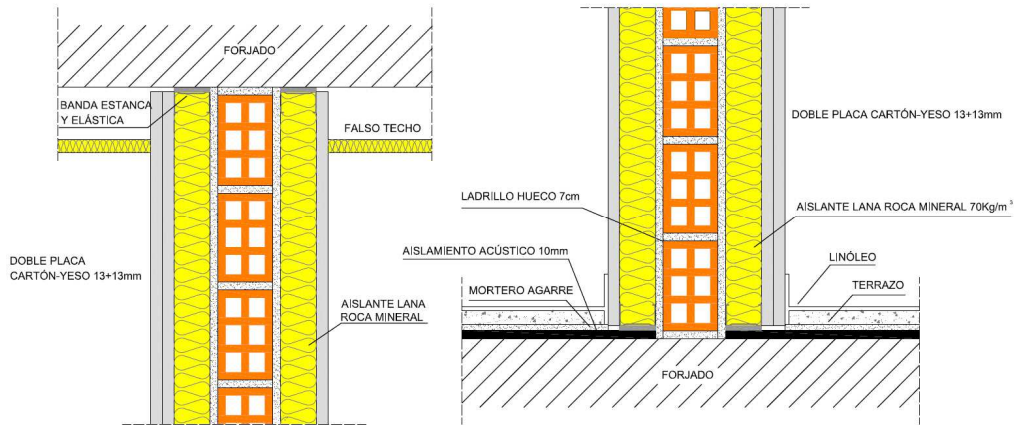 FORJADO
BANDA ESTANCA
Y ELÁSTICA
FALSO TECHO
DOBLE PLACA
CARTÓN-YESO 13+13mm
AISLANTE LANA
ROCA MINERAL
DOBLE PLACA CARTÓN-YESO 13+13mm
LADRILLO HUECO 7cm
AISLANTE LANA ROCA MINERAL 70Kg/m³
AISLAMIENTO ACÚSTICO 10mm
LINÓLEO
MORTERO AGARRE
TERRAZO
FORJADO